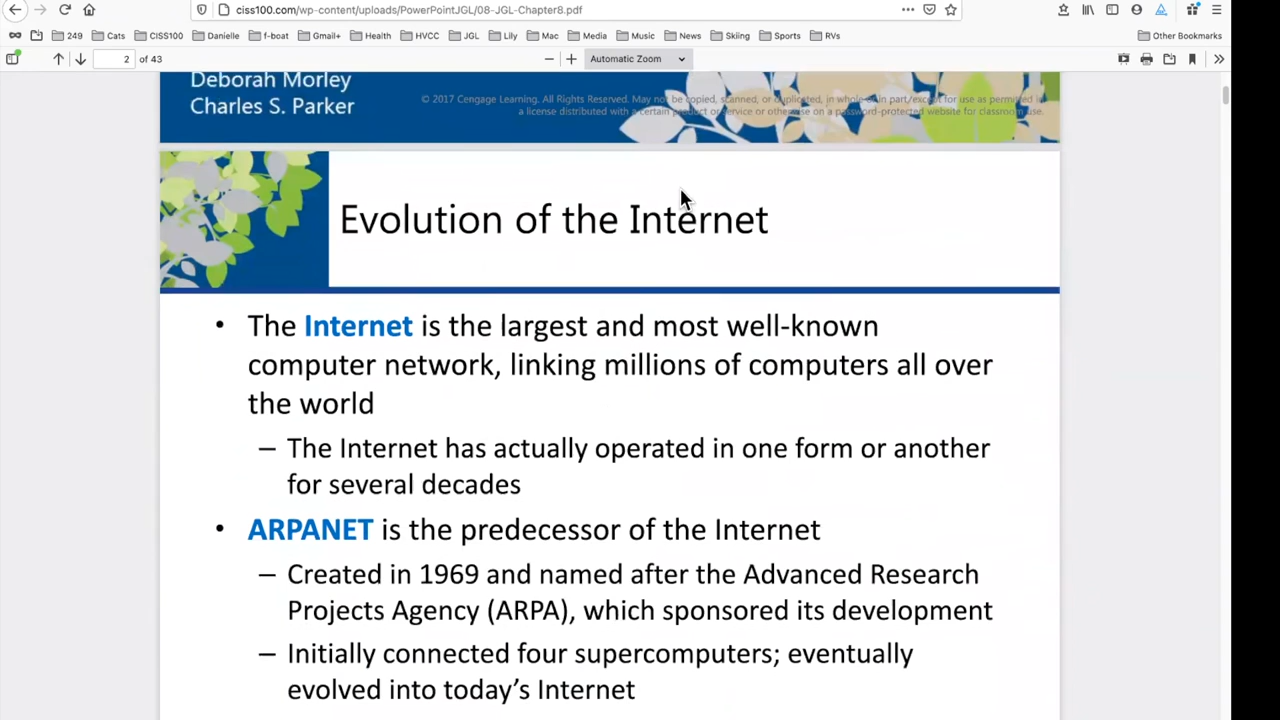 ciss100.com/wp-content/uploads/PowerPointJGL/08-JGL-Chapter8.pdf
249 Cats CISS100 Danielle f-boat Gmail+ Health HVCC JGL Lily Mac Media Music News Skiing Sports RVs Other Bookmarks
2 of 43 Automatic Zoom
Deborah Morley
Charles S. Parker
© 2017 Cengage Learning. All Rights Reserved. May not be copied, scanned, or duplicated, in whole or in part, except for use as permitted in
a license distributed with a certain product or service or otherwise on a password-protected website for classroom use.
Evolution of the Internet
• The Internet is the largest and most well-known
computer network, linking millions of computers all over
the world
– The Internet has actually operated in one form or another
for several decades
• ARPANET is the predecessor of the Internet
– Created in 1969 and named after the Advanced Research
Projects Agency (ARPA), which sponsored its development
– Initially connected four supercomputers; eventually
evolved into today’s Internet